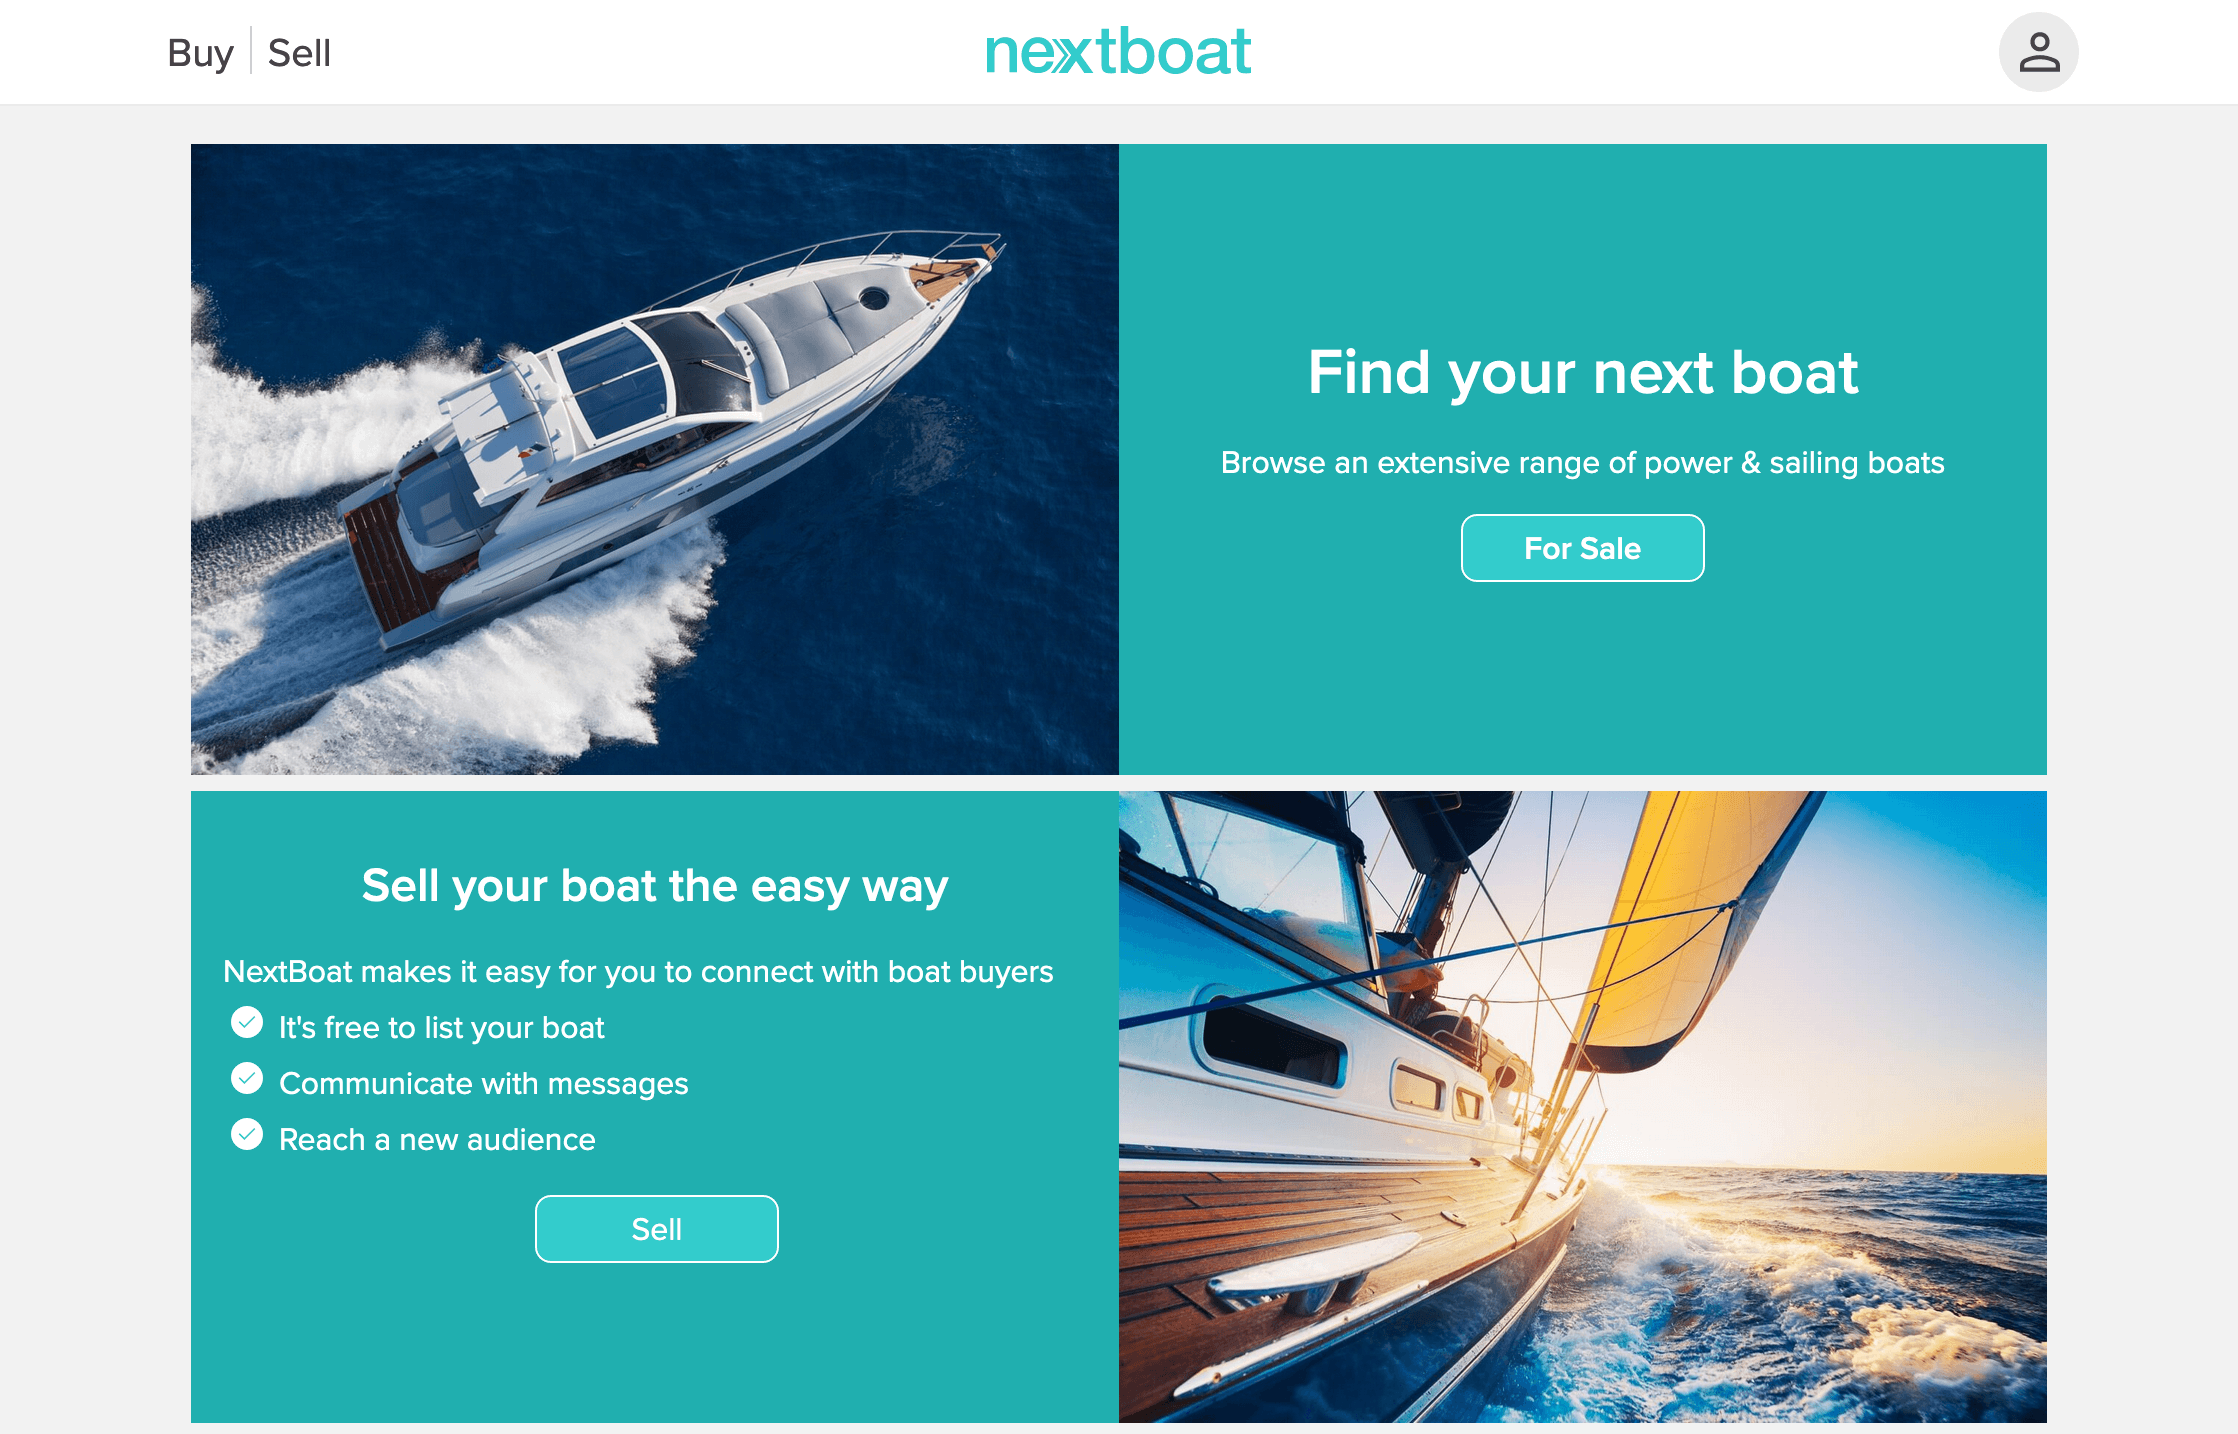 Buy
Sell
nextboat
Find your next boat
Browse an extensive range of power & sailing boats
For Sale
Sell your boat the easy way
NextBoat makes it easy for you to connect with boat buyers
It's free to list your boat
Communicate with messages
Reach a new audience
Sell